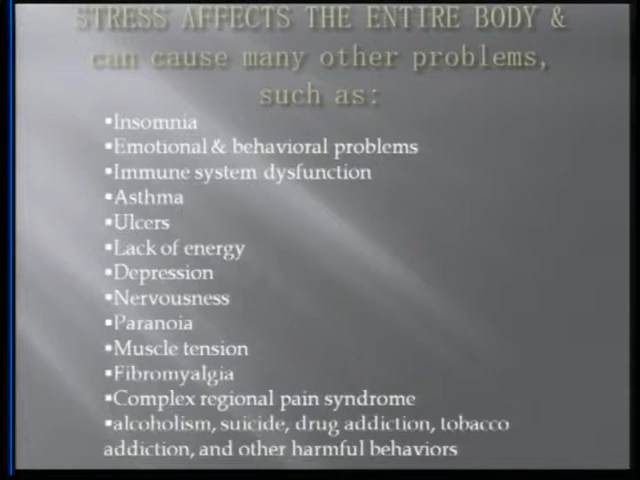 STRESS AFFECTS THE ENTIRE BODY &
can cause many other problems,
such as:
▪Insomnia
▪Emotional & behavioral problems
▪Immune system dysfunction
▪Asthma
▪Ulcers
▪Lack of energy
▪Depression
▪Nervousness
▪Paranoia
▪Muscle tension
▪Fibromyalgia
▪Complex regional pain syndrome
▪alcoholism, suicide, drug addiction, tobacco
addiction, and other harmful behaviors